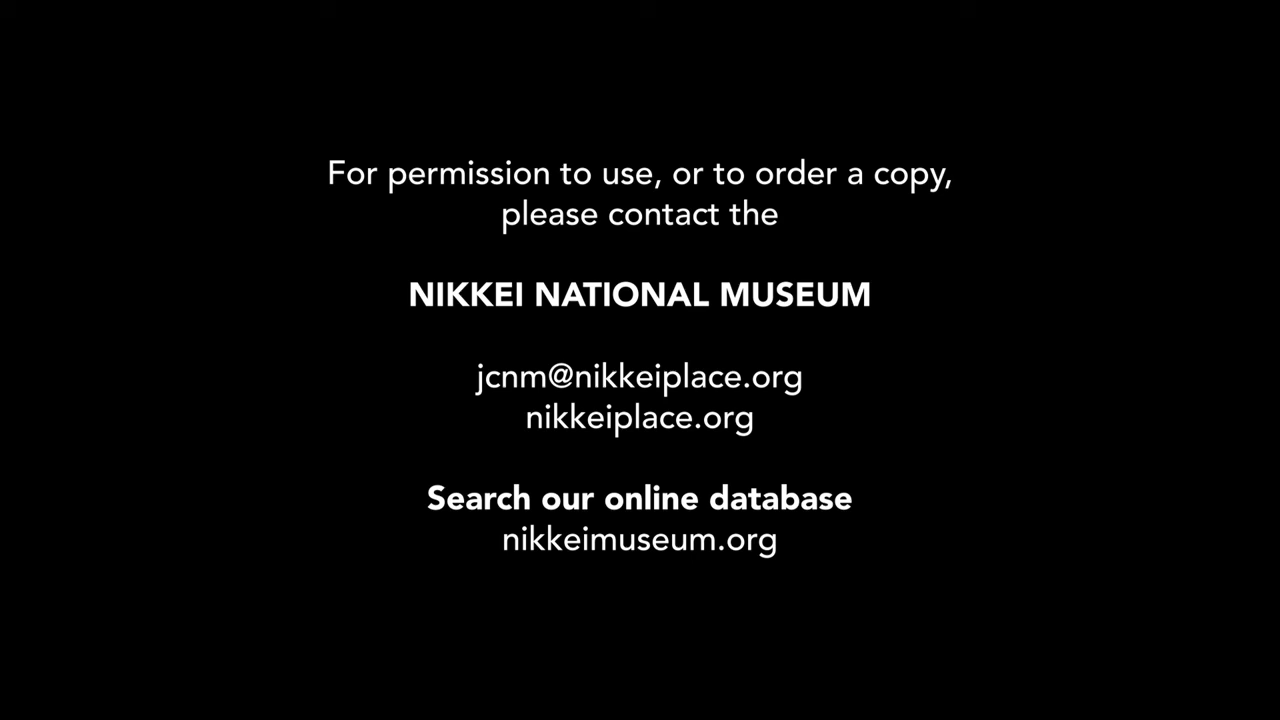 For permission to use, or to order a copy,
please contact the
NIKKEI NATIONAL MUSEUM
jcnm@nikkeiplace.org
nikkeiplace.org
Search our online database
nikkeimuseum.org